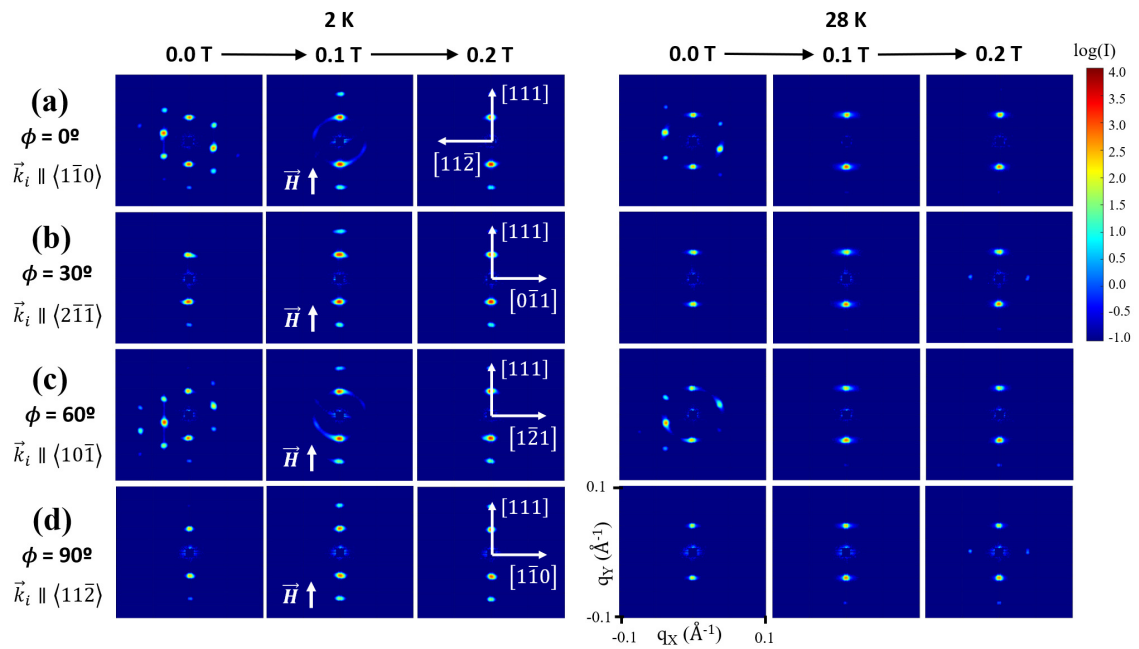 2 K 28 K
0.0 T 0.1 T 0.2 T 0.0 T 0.1 T 0.2 T log(I)
(a)
ϕ = 0º
k⃗ᵢ ∥ ⟨11̅0⟩
[111]
[112̅]
H⃗
4.0
3.5
3.0
2.5
2.0
1.5
1.0
0.5
0.0
-0.5
-1.0
(b)
ϕ = 30º
k⃗ᵢ ∥ ⟨21̅1̅⟩
[111]
[01̅1]
H⃗
(c)
ϕ = 60º
k⃗ᵢ ∥ ⟨101̅⟩
[111]
[12̅1]
H⃗
(d)
ϕ = 90º
k⃗ᵢ ∥ ⟨112̅⟩
[111]
[11̅0]
H⃗
0.1
qY (Å-1)
-0.1
-0.1 qX (Å-1) 0.1